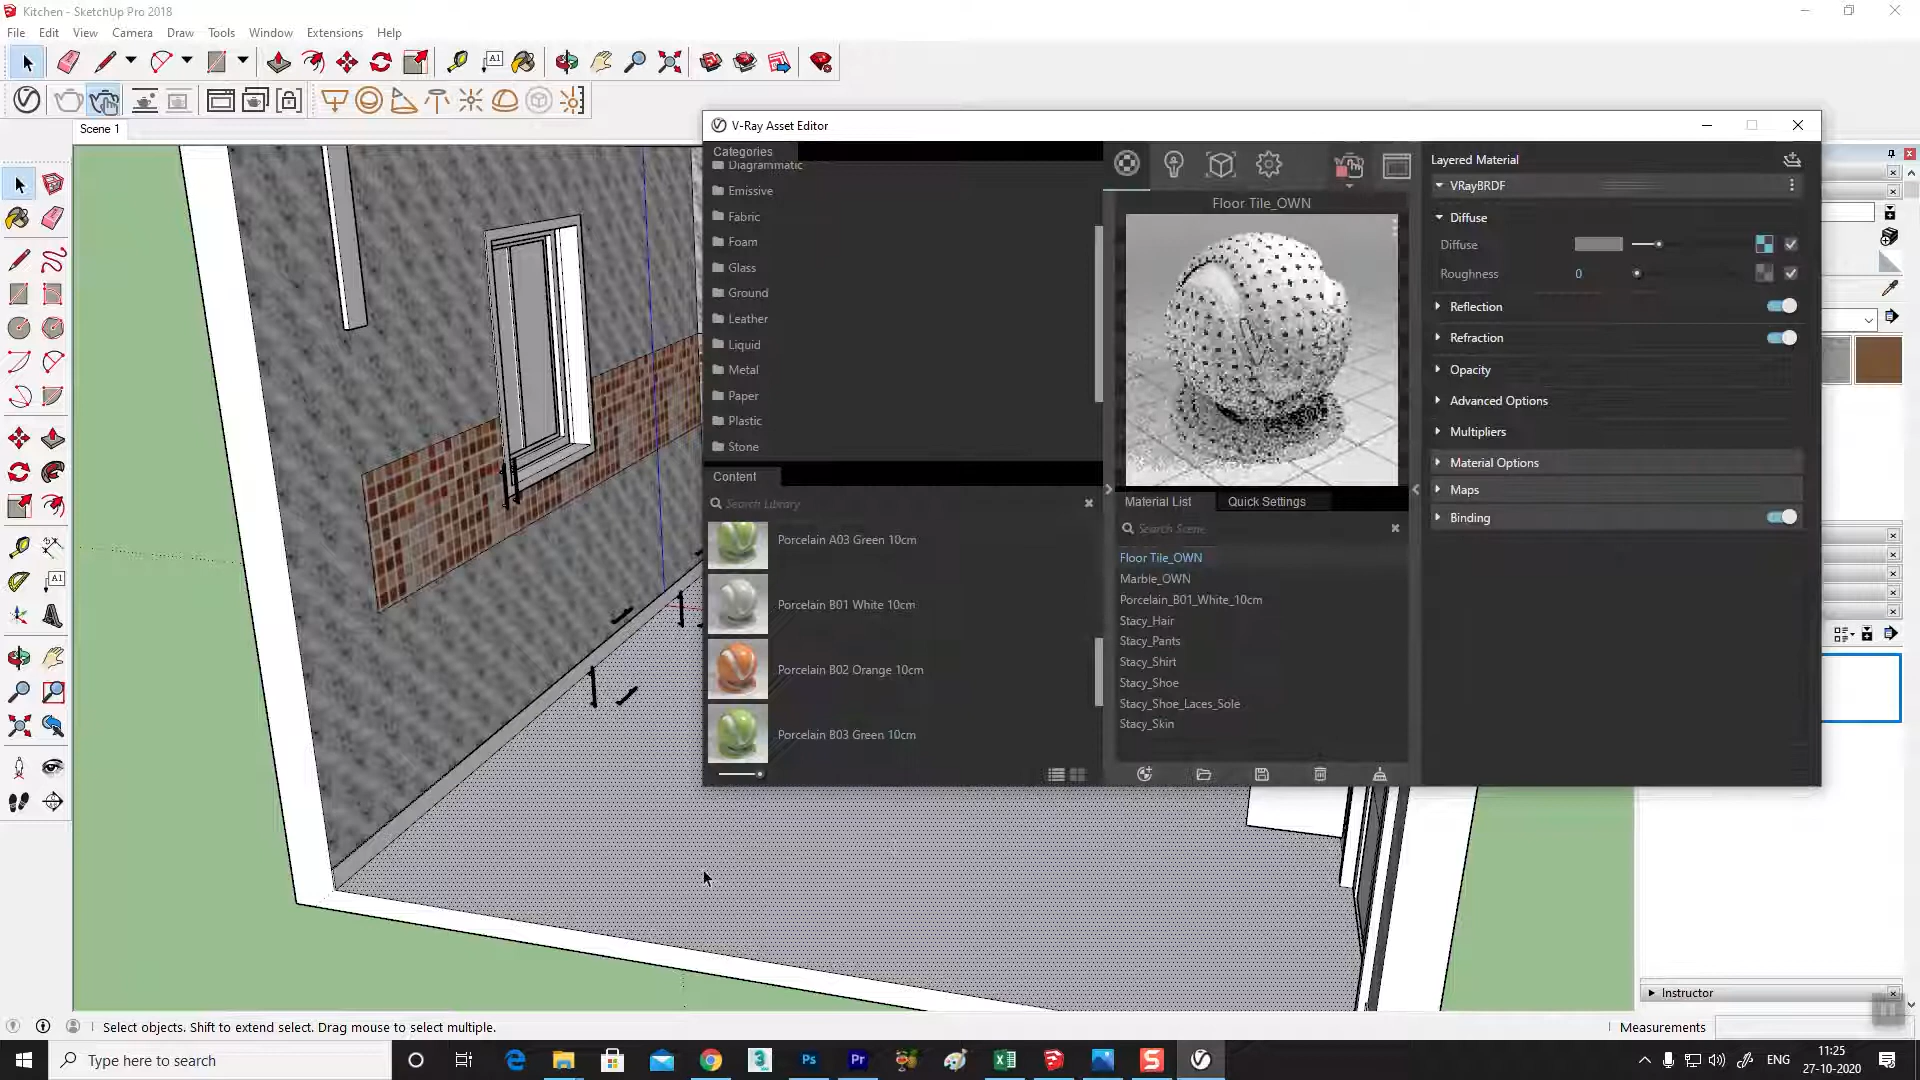 Kitchen - SketchUp Pro 2018
File Edit View Camera Draw Tools Window Extensions Help
A1
Scene 1
V-Ray Asset Editor
Categories
Diagrammatic
Emissive
Fabric
Foam
Glass
Ground
Leather
Liquid
Metal
Paper
Plastic
Stone
Content
Search Library
Porcelain A03 Green 10cm
Porcelain B01 White 10cm
Porcelain B02 Orange 10cm
Porcelain B03 Green 10cm
Floor Tile_OWN
Material List Quick Settings
Search Scene
Floor Tile_OWN
Marble_OWN
Porcelain_B01_White_10cm
Stacy_Hair
Stacy_Pants
Stacy_Shirt
Stacy_Shoe
Stacy_Shoe_Laces_Sole
Stacy_Skin
Layered Material
VRayBRDF
Diffuse
Diffuse
Roughness 0
Reflection
Refraction
Opacity
Advanced Options
Multipliers
Material Options
Maps
Binding
A1
Instructor
Select objects. Shift to extend select. Drag mouse to select multiple.
Measurements
Type here to search
3
Ps
Pr
S
ENG
11:25
27-10-2020